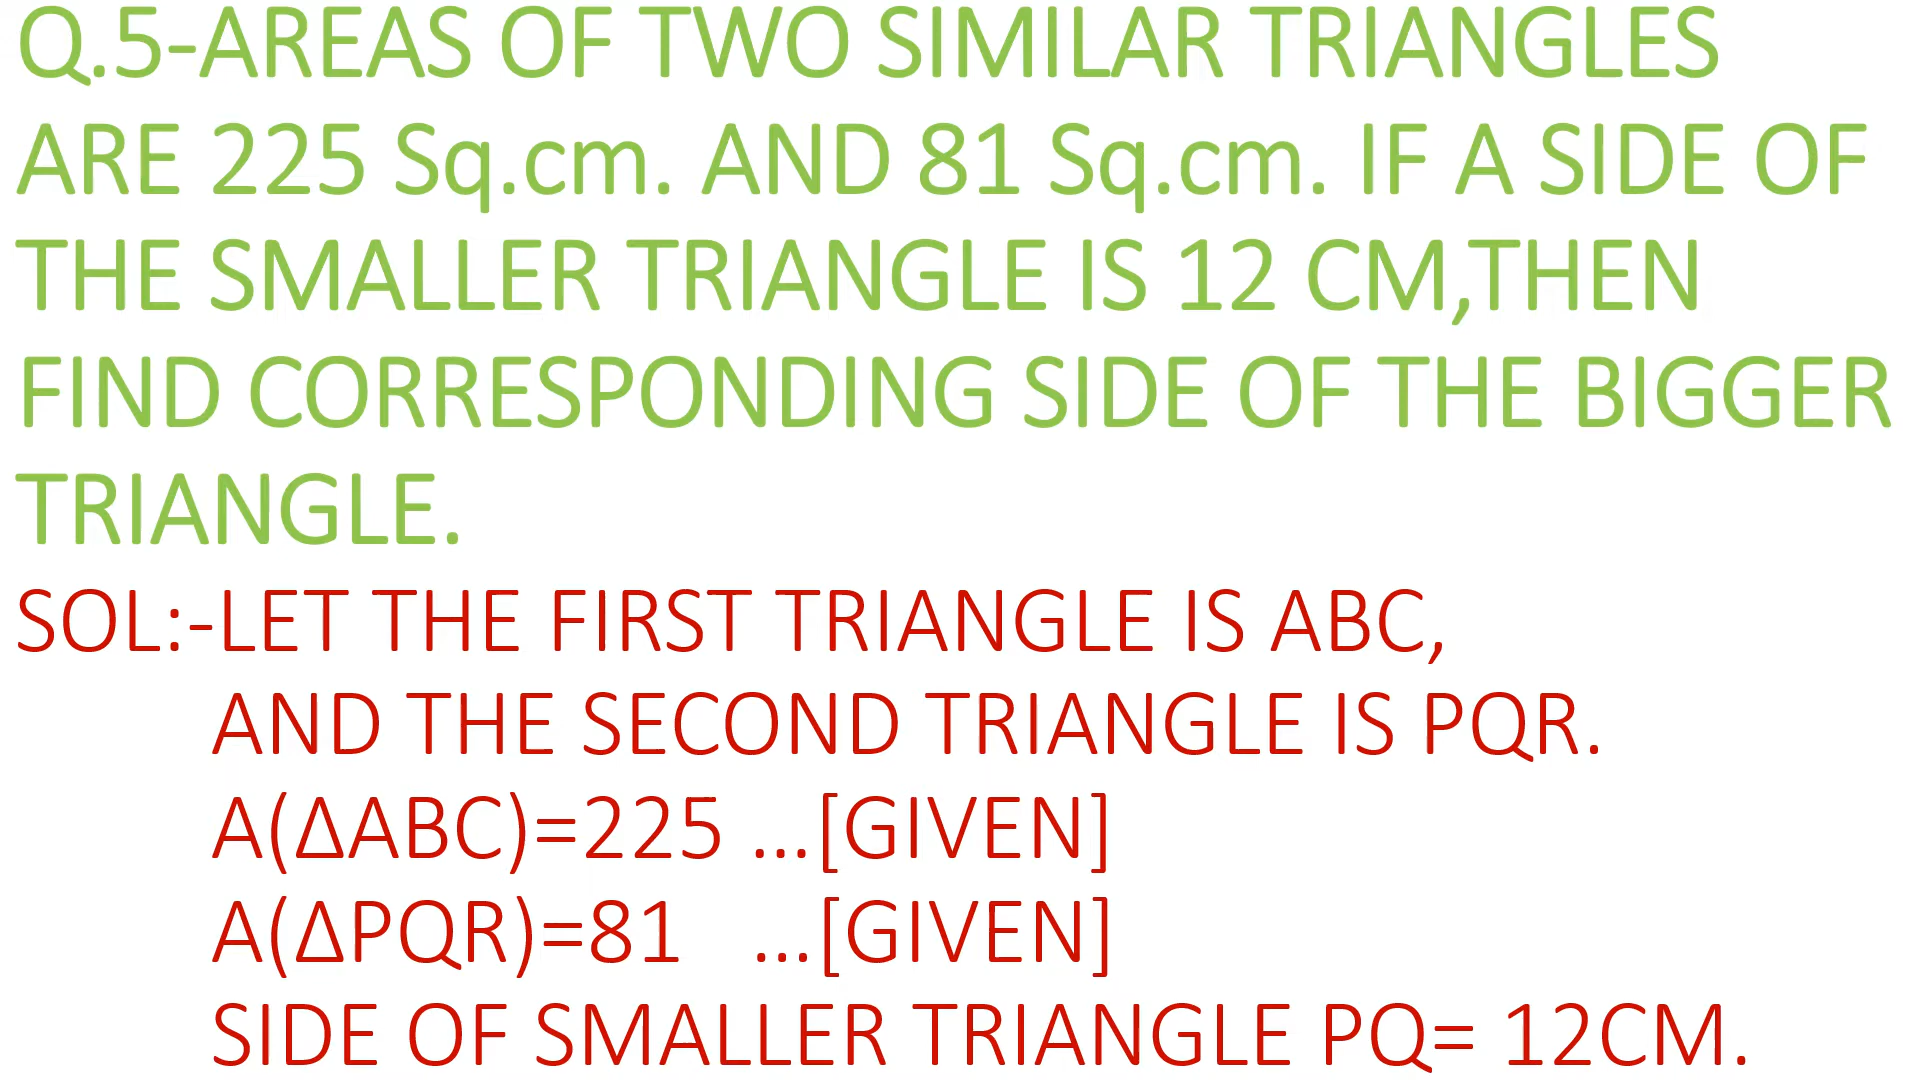 Q.5-AREAS OF TWO SIMILAR TRIANGLES
ARE 225 Sq.cm. AND 81 Sq.cm. IF A SIDE OF
THE SMALLER TRIANGLE IS 12 CM,THEN
FIND CORRESPONDING SIDE OF THE BIGGER
TRIANGLE.
SOL:-LET THE FIRST TRIANGLE IS ABC,
AND THE SECOND TRIANGLE IS PQR.
A(∆ABC)=225 ...[GIVEN]
A(∆PQR)=81 ...[GIVEN]
SIDE OF SMALLER TRIANGLE PQ= 12CM.